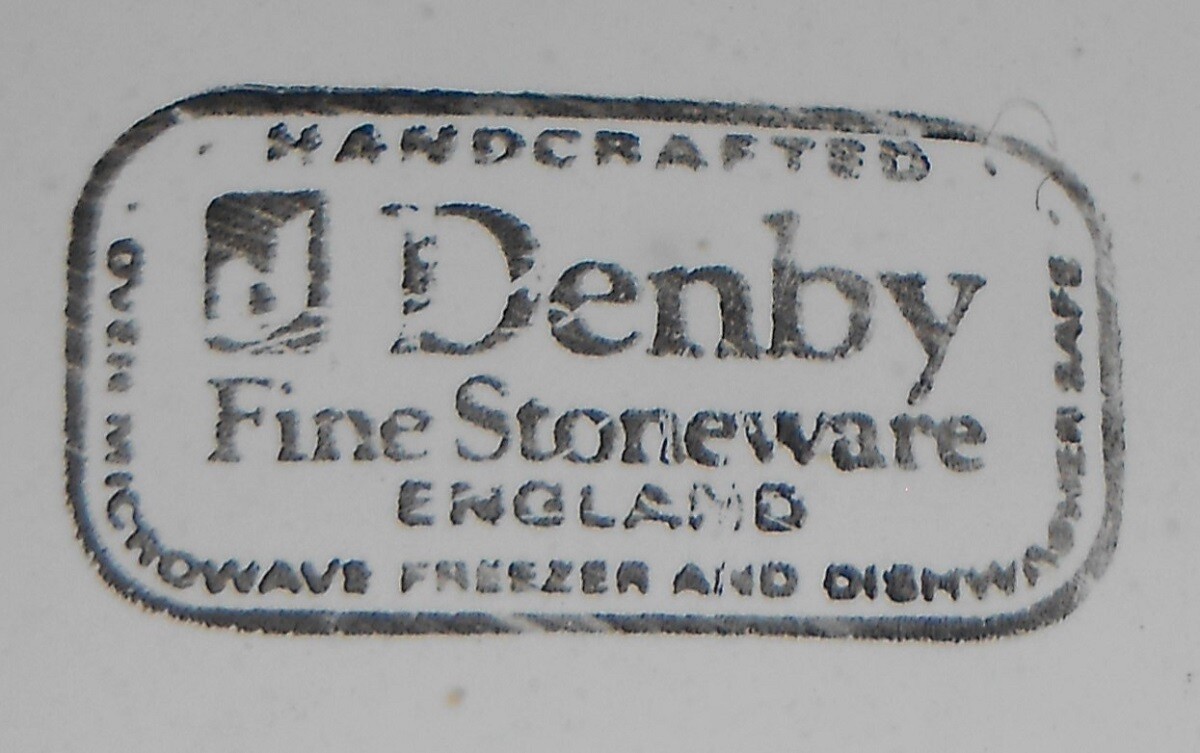 HANDCRAFTED
Denby
Fine Stoneware
ENGLAND
OVEN MICROWAVE FREEZER AND DISHWASHER SAFE